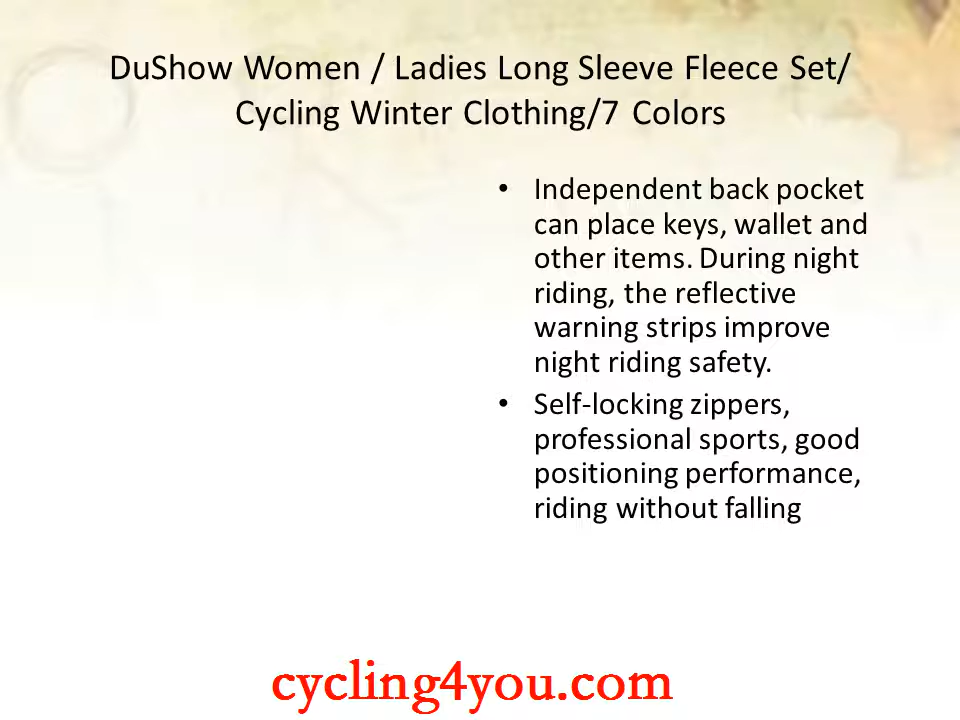 DuShow Women / Ladies Long Sleeve Fleece Set/
Cycling Winter Clothing/7 Colors
• Independent back pocket
can place keys, wallet and
other items. During night
riding, the reflective
warning strips improve
night riding safety.
• Self-locking zippers,
professional sports, good
positioning performance,
riding without falling
cycling4you.com